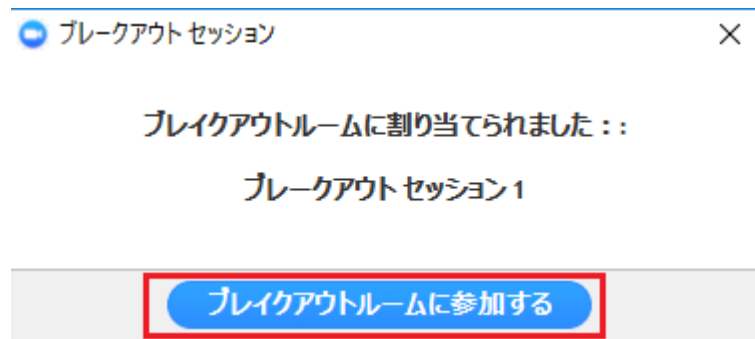 ブレークアウト セッション
ブレイクアウトルームに割り当てられました：:
ブレークアウト セッション 1
ブレイクアウトルームに参加する